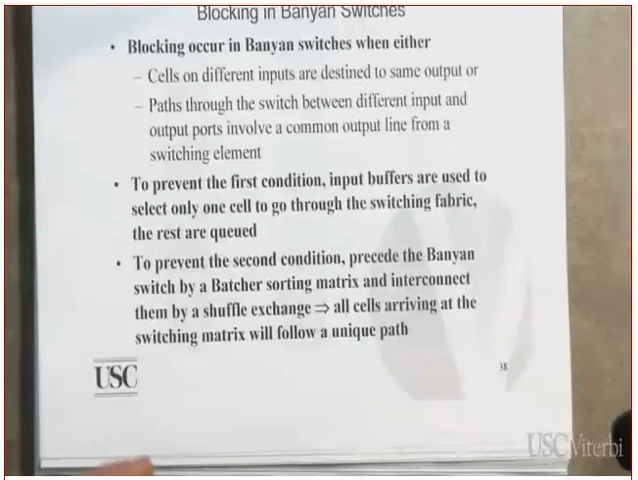 Blocking in Banyan Switches
• Blocking occur in Banyan switches when either
– Cells on different inputs are destined to same output or
– Paths through the switch between different input and
output ports involve a common output line from a
switching element
• To prevent the first condition, input buffers are used to
select only one cell to go through the switching fabric,
the rest are queued
• To prevent the second condition, precede the Banyan
switch by a Batcher sorting matrix and interconnect
them by a shuffle exchange ⇒ all cells arriving at the
switching matrix will follow a unique path
USC
38
USC Viterbi